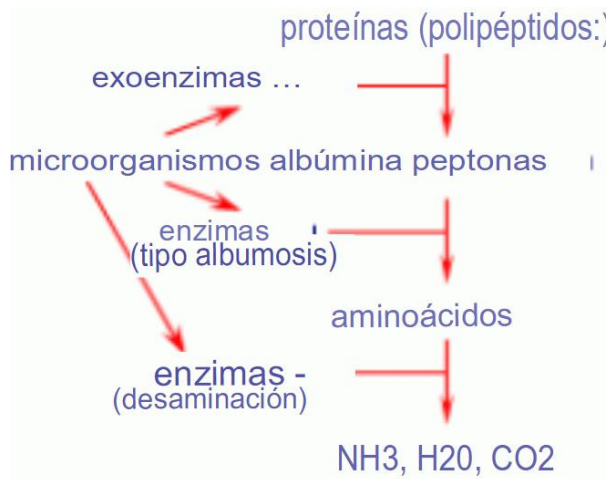 proteínas (polipéptidos:)
exoenzimas ...
microorganismos albúmina peptonas
enzimas
(tipo albumosis)
aminoácidos
enzimas -
(desaminación)
NH3, H20, CO2